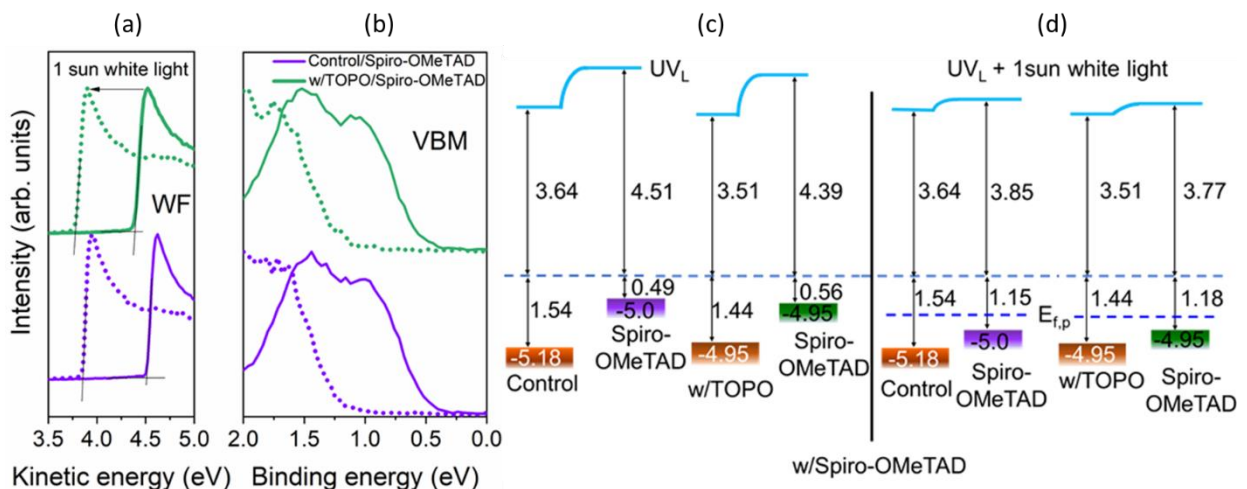 (a)
(b)
(c)
(d)
Intensity (arb. units)
1 sun white light
WF
3.5 4.0 4.5 5.0
Kinetic energy (eV)
Control/Spiro-OMeTAD
w/TOPO/Spiro-OMeTAD
VBM
2.0 1.5 1.0 0.5 0.0
Binding energy (eV)
UVL
3.64 4.51 3.51 4.39
1.54 0.49 1.44 0.56
-5.18 -5.0 -4.95 -4.95
Control
Spiro-
OMeTAD
w/TOPO
Spiro-
OMeTAD
UVL + 1sun white light
3.64 3.85 3.51 3.77
1.54 1.15 1.44 1.18
Ef,p
-5.18 -5.0 -4.95 -4.95
Control
Spiro-
OMeTAD
w/TOPO
Spiro-
OMeTAD
w/Spiro-OMeTAD